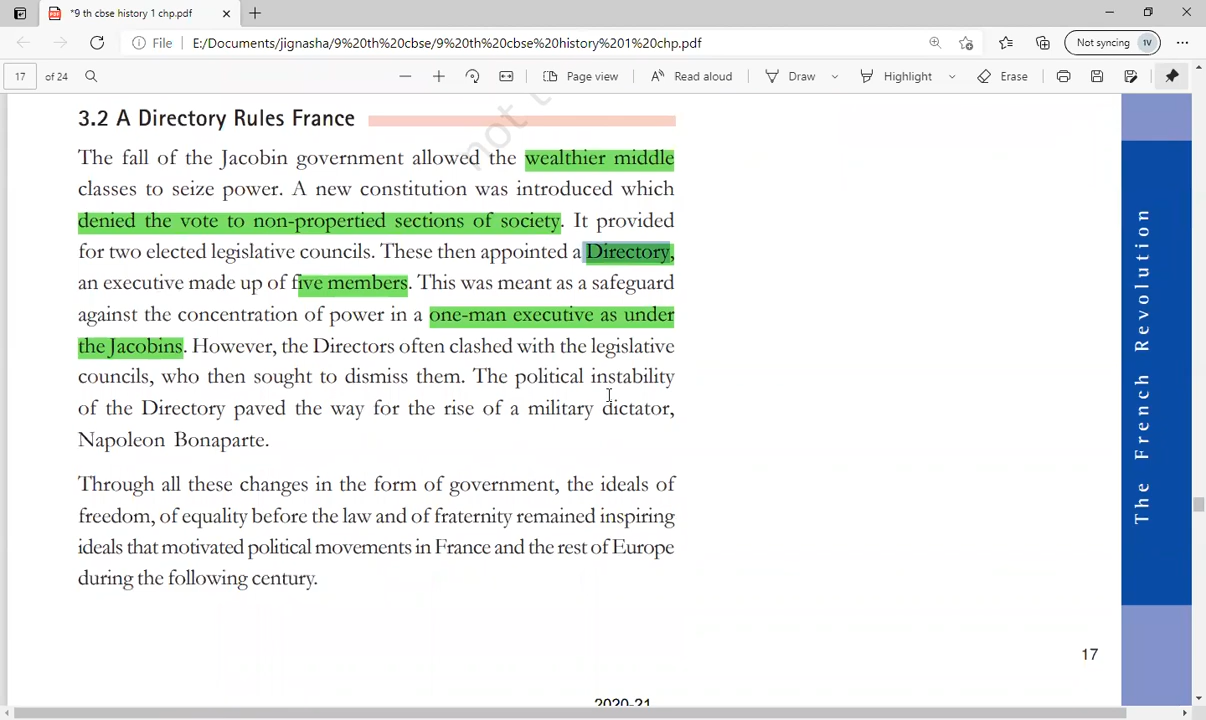 *9 th cbse history 1 chp.pdf
File E:/Documents/jignasha/9%20th%20cbse/9%20th%20cbse%20history%201%20chp.pdf Not syncing 1V
17 of 24 Page view Read aloud Draw Highlight Erase
3.2 A Directory Rules France
The fall of the Jacobin government allowed the wealthier middle
classes to seize power. A new constitution was introduced which
denied the vote to non-propertied sections of society. It provided
for two elected legislative councils. These then appointed a Directory,
an executive made up of five members. This was meant as a safeguard
against the concentration of power in a one-man executive as under
the Jacobins. However, the Directors often clashed with the legislative
councils, who then sought to dismiss them. The political instability
of the Directory paved the way for the rise of a military dictator,
Napoleon Bonaparte.
Through all these changes in the form of government, the ideals of
freedom, of equality before the law and of fraternity remained inspiring
ideals that motivated political movements in France and the rest of Europe
during the following century.
The French Revolution
17
2020-21
not